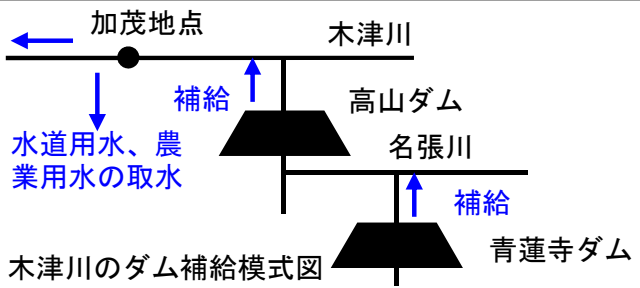 加茂地点
木津川
補給
高山ダム
水道用水、農
業用水の取水
名張川
補給
青蓮寺ダム
木津川のダム補給模式図